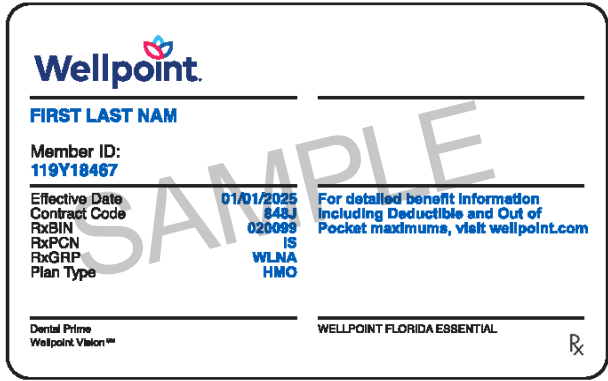 Wellpoint.
FIRST LAST NAM
Member ID:
119Y18467
Effective Date 01/01/2025
Contract Code 848J
RxBIN 020099
RxPCN IS
RxGRP WLNA
Plan Type HMO
For detailed benefit information
including Deductible and Out of
Pocket maximums, visit wellpoint.com
SAMPLE
Dental Prime
Wellpoint Vision℠
WELLPOINT FLORIDA ESSENTIAL
Rx